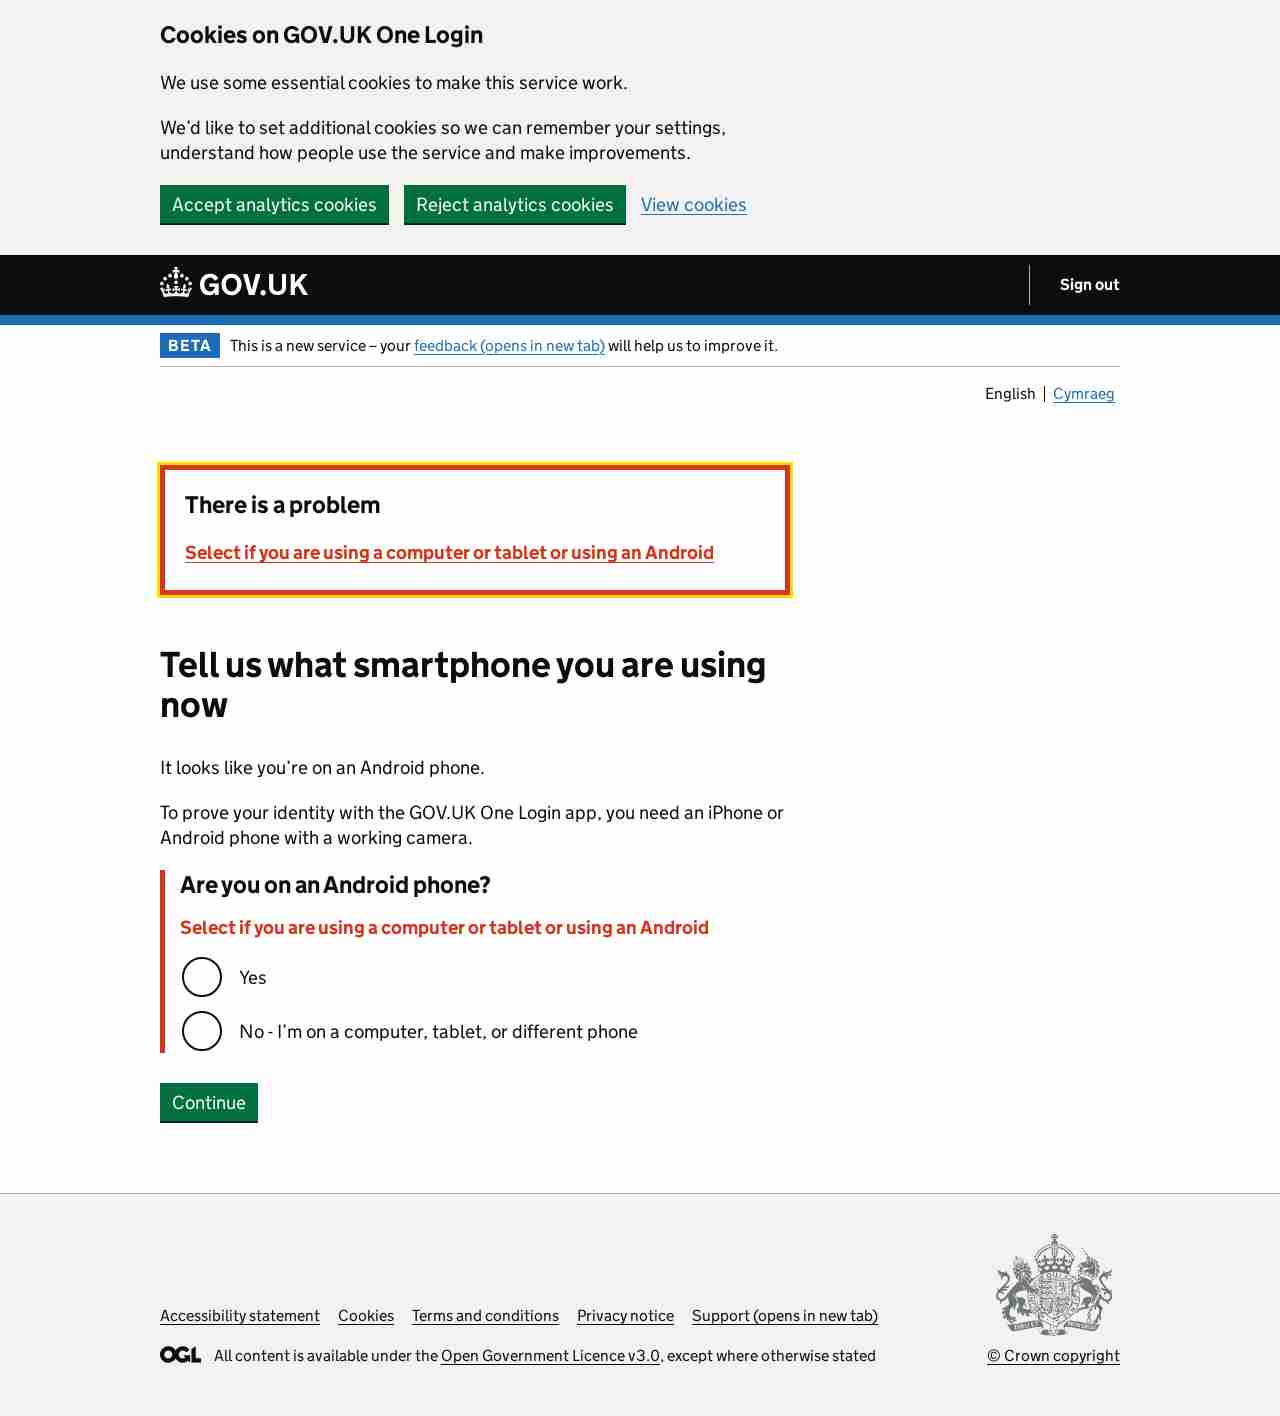 Cookies on GOV.UK One Login
We use some essential cookies to make this service work.
We’d like to set additional cookies so we can remember your settings,
understand how people use the service and make improvements.
Accept analytics cookies Reject analytics cookies View cookies
GOV.UK Sign out
BETA This is a new service – your feedback (opens in new tab) will help us to improve it.
English Cymraeg
There is a problem
Select if you are using a computer or tablet or using an Android
Tell us what smartphone you are using
now
It looks like you’re on an Android phone.
To prove your identity with the GOV.UK One Login app, you need an iPhone or
Android phone with a working camera.
Are you on an Android phone?
Select if you are using a computer or tablet or using an Android
Yes
No - I’m on a computer, tablet, or different phone
Continue
Accessibility statement Cookies Terms and conditions Privacy notice Support (opens in new tab)
OGL All content is available under the Open Government Licence v3.0, except where otherwise stated
© Crown copyright